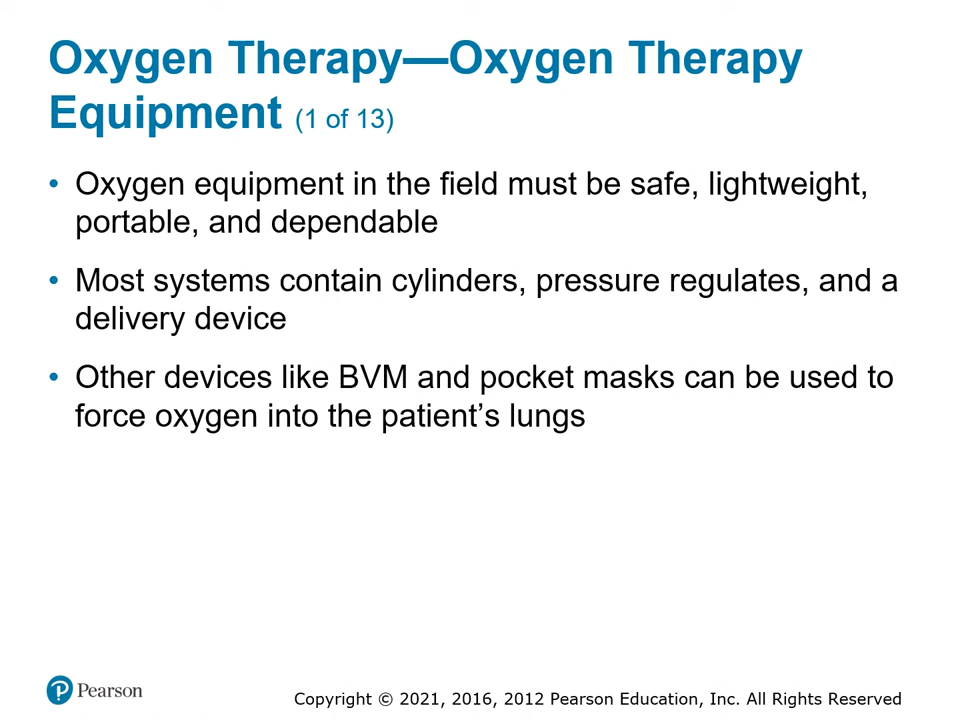 Oxygen Therapy—Oxygen Therapy
Equipment (1 of 13)
• Oxygen equipment in the field must be safe, lightweight,
portable, and dependable
• Most systems contain cylinders, pressure regulates, and a
delivery device
• Other devices like BVM and pocket masks can be used to
force oxygen into the patient’s lungs
Pearson
Copyright © 2021, 2016, 2012 Pearson Education, Inc. All Rights Reserved